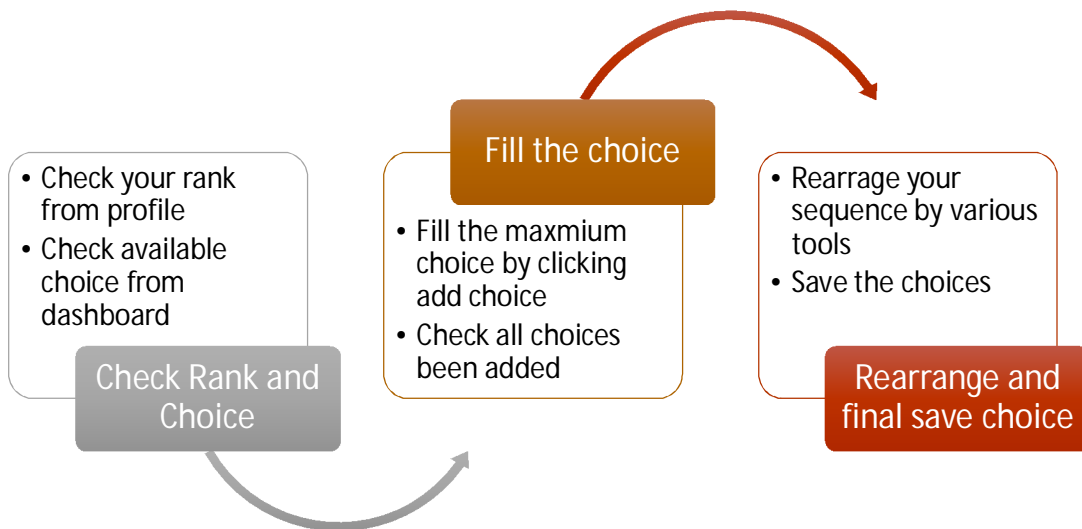 • Check your rank
from profile
• Check available
choice from
dashboard
Check Rank and
Choice
Fill the choice
• Fill the maxmium
choice by clicking
add choice
• Check all choices
been added
• Rearrage your
sequence by various
tools
• Save the choices
Rearrange and
final save choice